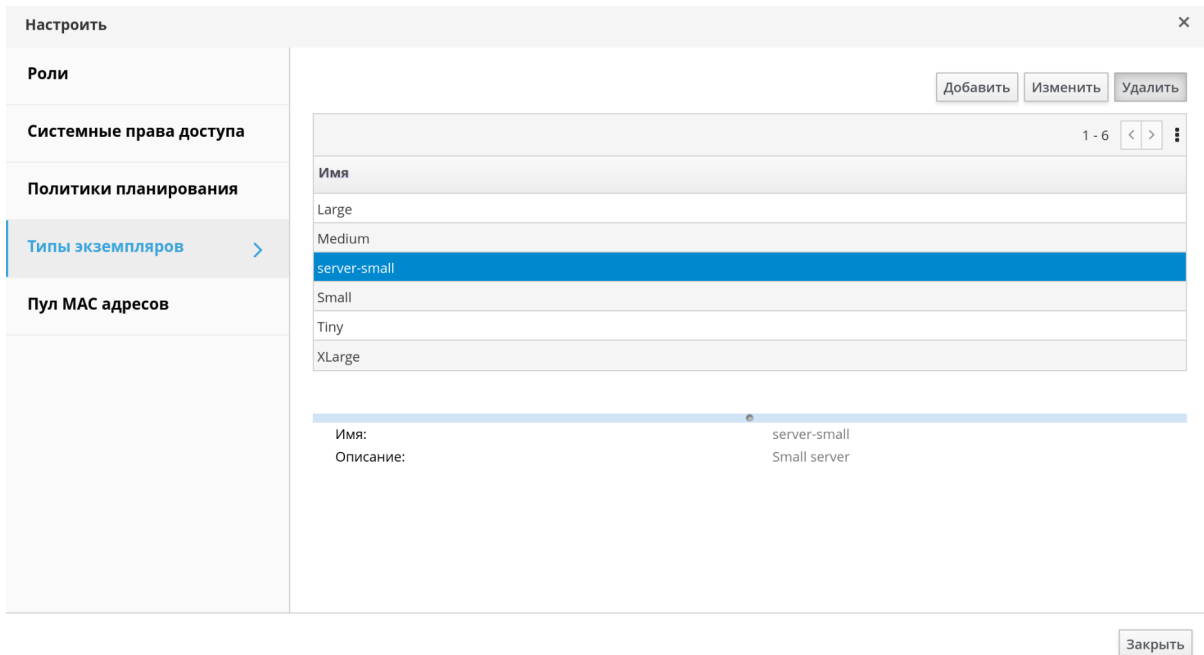 Настроить
Роли
Системные права доступа
Политики планирования
Типы экземпляров
Пул MAC адресов
Добавить Изменить Удалить
1 - 6
Имя
Large
Medium
server-small
Small
Tiny
XLarge
Имя: server-small
Описание: Small server
Закрыть